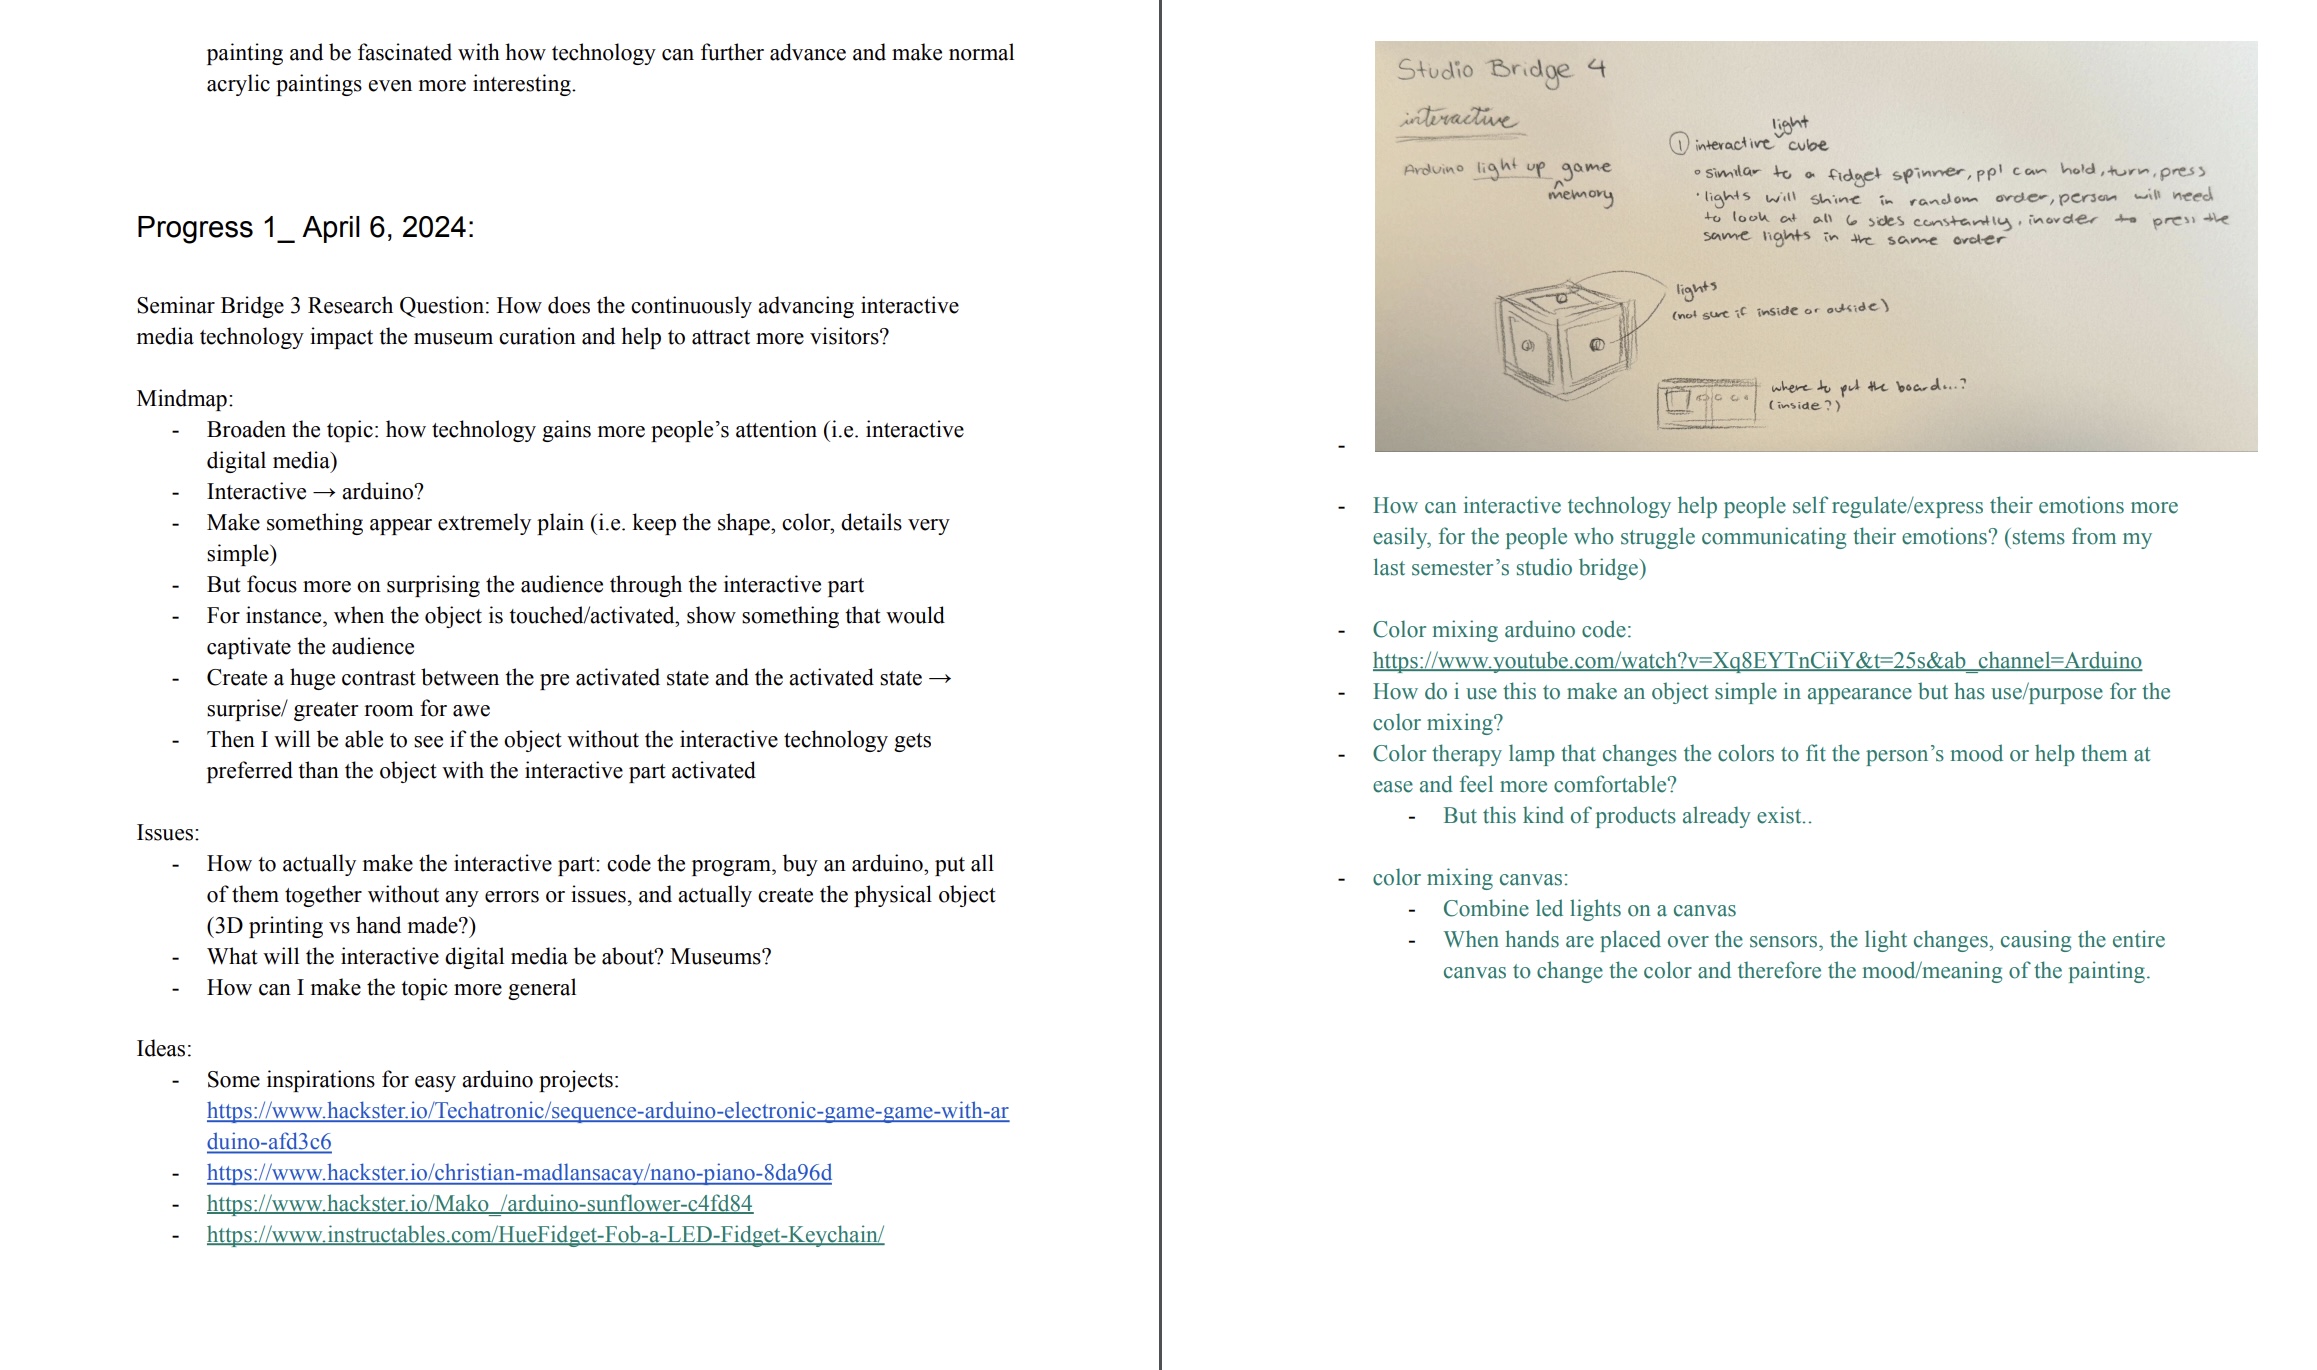 painting and be fascinated with how technology can further advance and make normal
acrylic paintings even more interesting.
Progress 1_ April 6, 2024:
Seminar Bridge 3 Research Question: How does the continuously advancing interactive
media technology impact the museum curation and help to attract more visitors?
Mindmap:
- Broaden the topic: how technology gains more people’s attention (i.e. interactive
digital media)
- Interactive → arduino?
- Make something appear extremely plain (i.e. keep the shape, color, details very
simple)
- But focus more on surprising the audience through the interactive part
- For instance, when the object is touched/activated, show something that would
captivate the audience
- Create a huge contrast between the pre activated state and the activated state →
surprise/ greater room for awe
- Then I will be able to see if the object without the interactive technology gets
preferred than the object with the interactive part activated
Issues:
- How to actually make the interactive part: code the program, buy an arduino, put all
of them together without any errors or issues, and actually create the physical object
(3D printing vs hand made?)
- What will the interactive digital media be about? Museums?
- How can I make the topic more general
Ideas:
- Some inspirations for easy arduino projects:
https://www.hackster.io/Techatronic/sequence-arduino-electronic-game-game-with-ar
duino-afd3c6
- https://www.hackster.io/christian-madlansacay/nano-piano-8da96d
- https://www.hackster.io/Mako_/arduino-sunflower-c4fd84
- https://www.instructables.com/HueFidget-Fob-a-LED-Fidget-Keychain/
Studio Bridge 4
interactive
Arduino light up game
memory
light
① interactive cube
• similar to a fidget spinner, ppl can hold, turn, press
• lights will shine in random order, person will need
to look at all 6 sides constantly, inorder to press the
same lights in the same order
lights
(not sure if inside or outside)
where to put the board...?
(inside?)
-
- How can interactive technology help people self regulate/express their emotions more
easily, for the people who struggle communicating their emotions? (stems from my
last semester’s studio bridge)
- Color mixing arduino code:
https://www.youtube.com/watch?v=Xq8EYTnCiiY&t=25s&ab_channel=Arduino
- How do i use this to make an object simple in appearance but has use/purpose for the
color mixing?
- Color therapy lamp that changes the colors to fit the person’s mood or help them at
ease and feel more comfortable?
- But this kind of products already exist..
- color mixing canvas:
- Combine led lights on a canvas
- When hands are placed over the sensors, the light changes, causing the entire
canvas to change the color and therefore the mood/meaning of the painting.